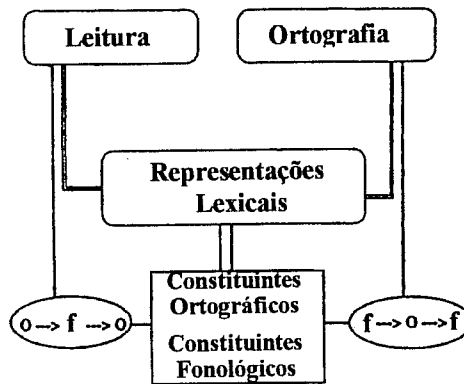 Leitura
Ortografia
Representações
Lexicais
Constituintes
Ortográficos
Constituintes
Fonológicos
o --> f --> o
f --> o --> f